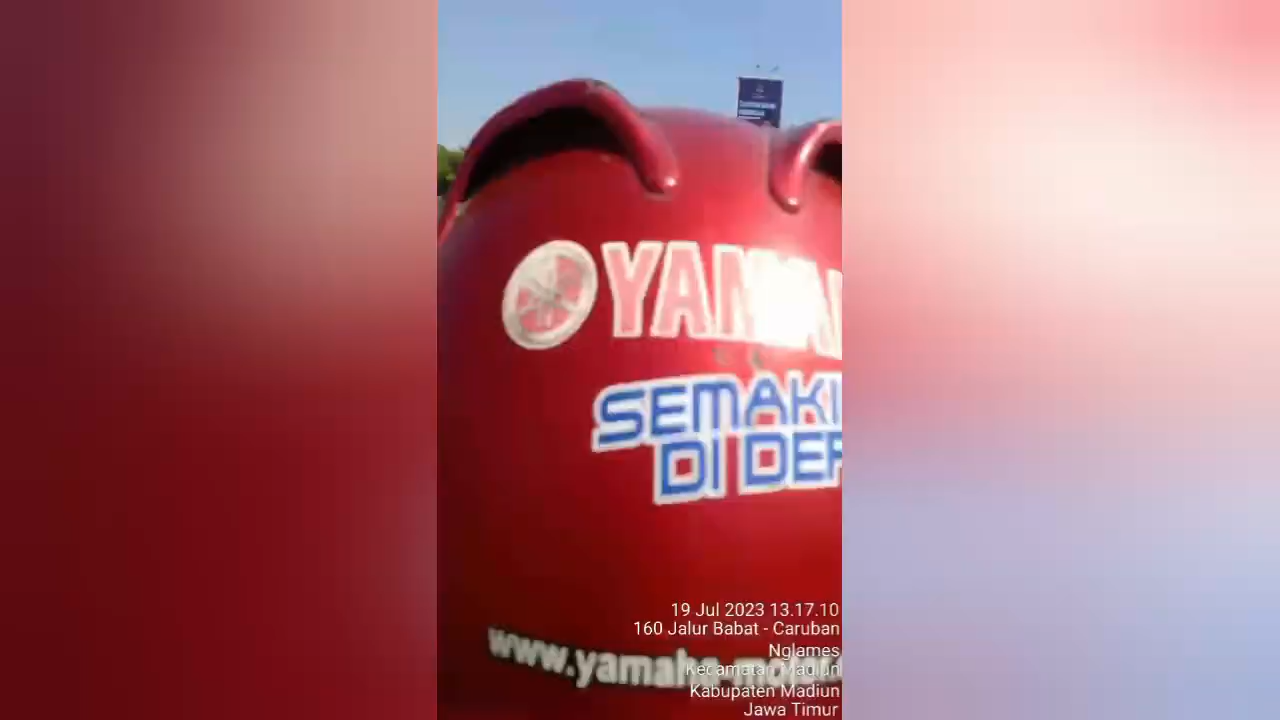 YAMA
SEMAKI
DI DEP
www.yamaha-moto
19 Jul 2023 13.17.10
160 Jalur Babat - Caruban
Nglames
Kecamatan Madiun
Kabupaten Madiun
Jawa Timur